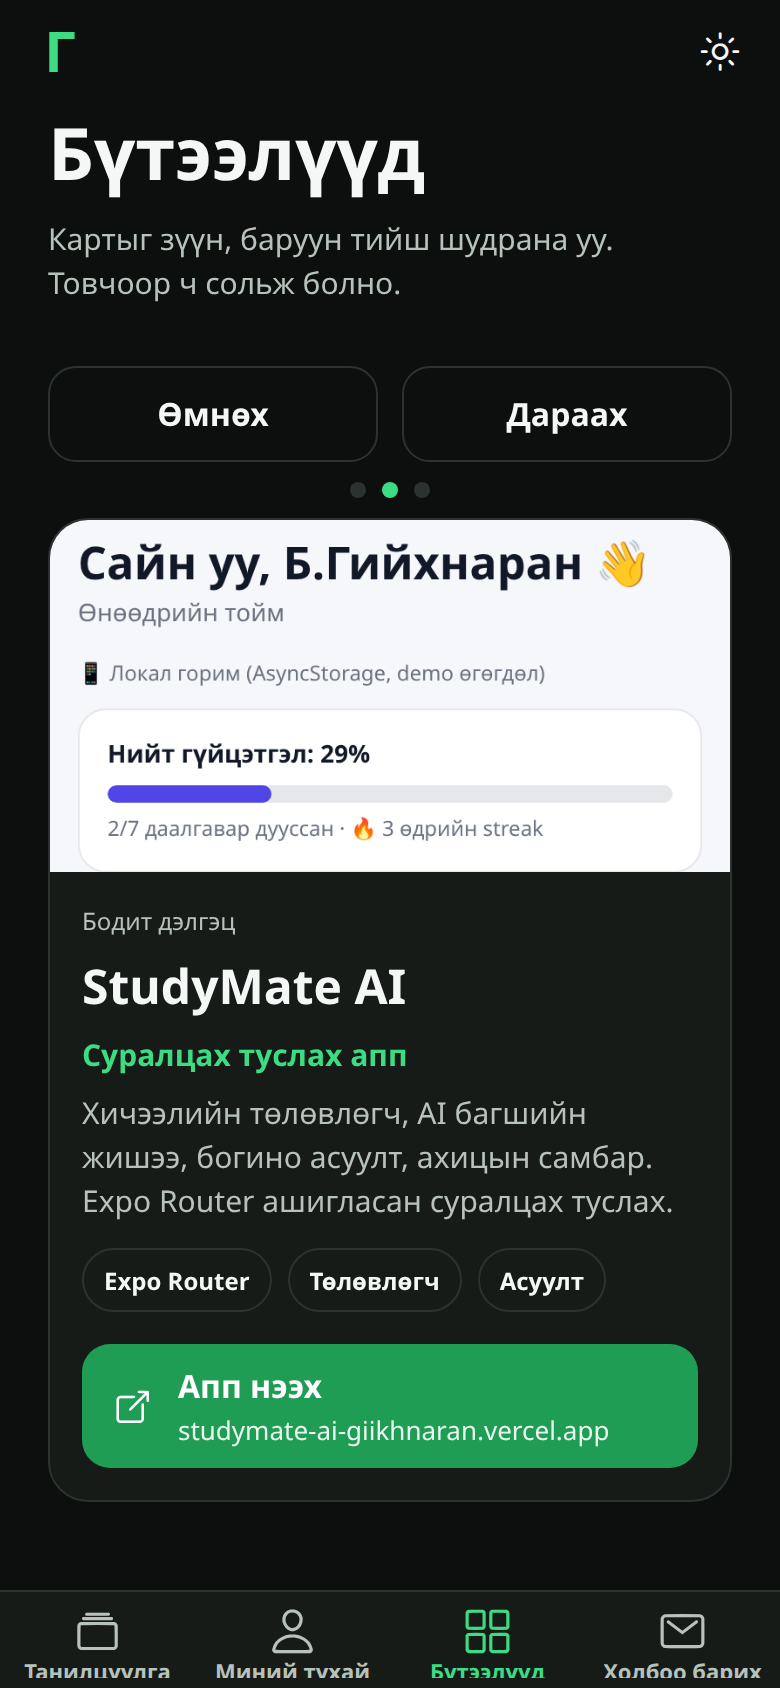 Г
Бүтээлүүд
Картыг зүүн, баруун тийш шудрана уу.
Товчоор ч сольж болно.
Өмнөх
Дараах
Сайн уу, Б.Гийхнаран 👋
Өнөөдрийн тойм
📱 Локал горим (AsyncStorage, demo өгөгдөл)
Нийт гүйцэтгэл: 29%
2/7 даалгавар дууссан · 🔥 3 өдрийн streak
Бодит дэлгэц
StudyMate AI
Суралцах туслах апп
Хичээлийн төлөвлөгч, AI багшийн
жишээ, богино асуулт, ахицын самбар.
Expo Router ашигласан суралцах туслах.
Expo Router
Төлөвлөгч
Асуулт
Апп нээх
studymate-ai-giikhnaran.vercel.app
Танилцуулга
Миний тухай
Бүтээлүүд
Холбоо барих